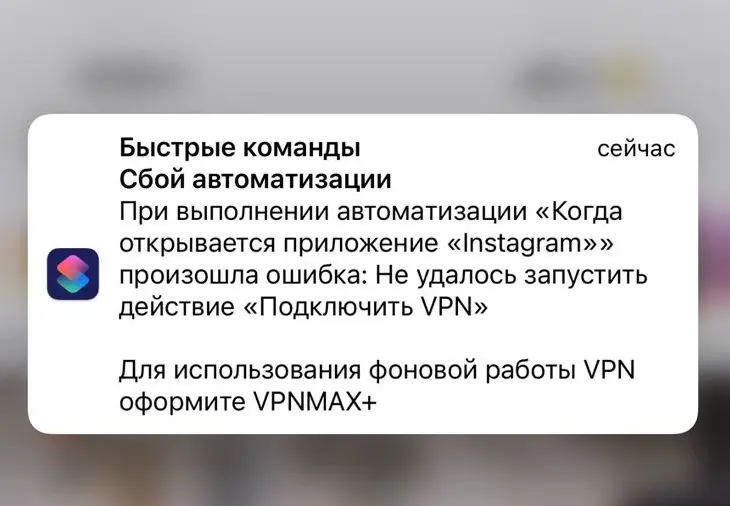 Быстрые команды
сейчас
Сбой автоматизации
При выполнении автоматизации «Когда
открывается приложение «Instagram»»
произошла ошибка: Не удалось запустить
действие «Подключить VPN»
Для использования фоновой работы VPN
оформите VPNMAX+